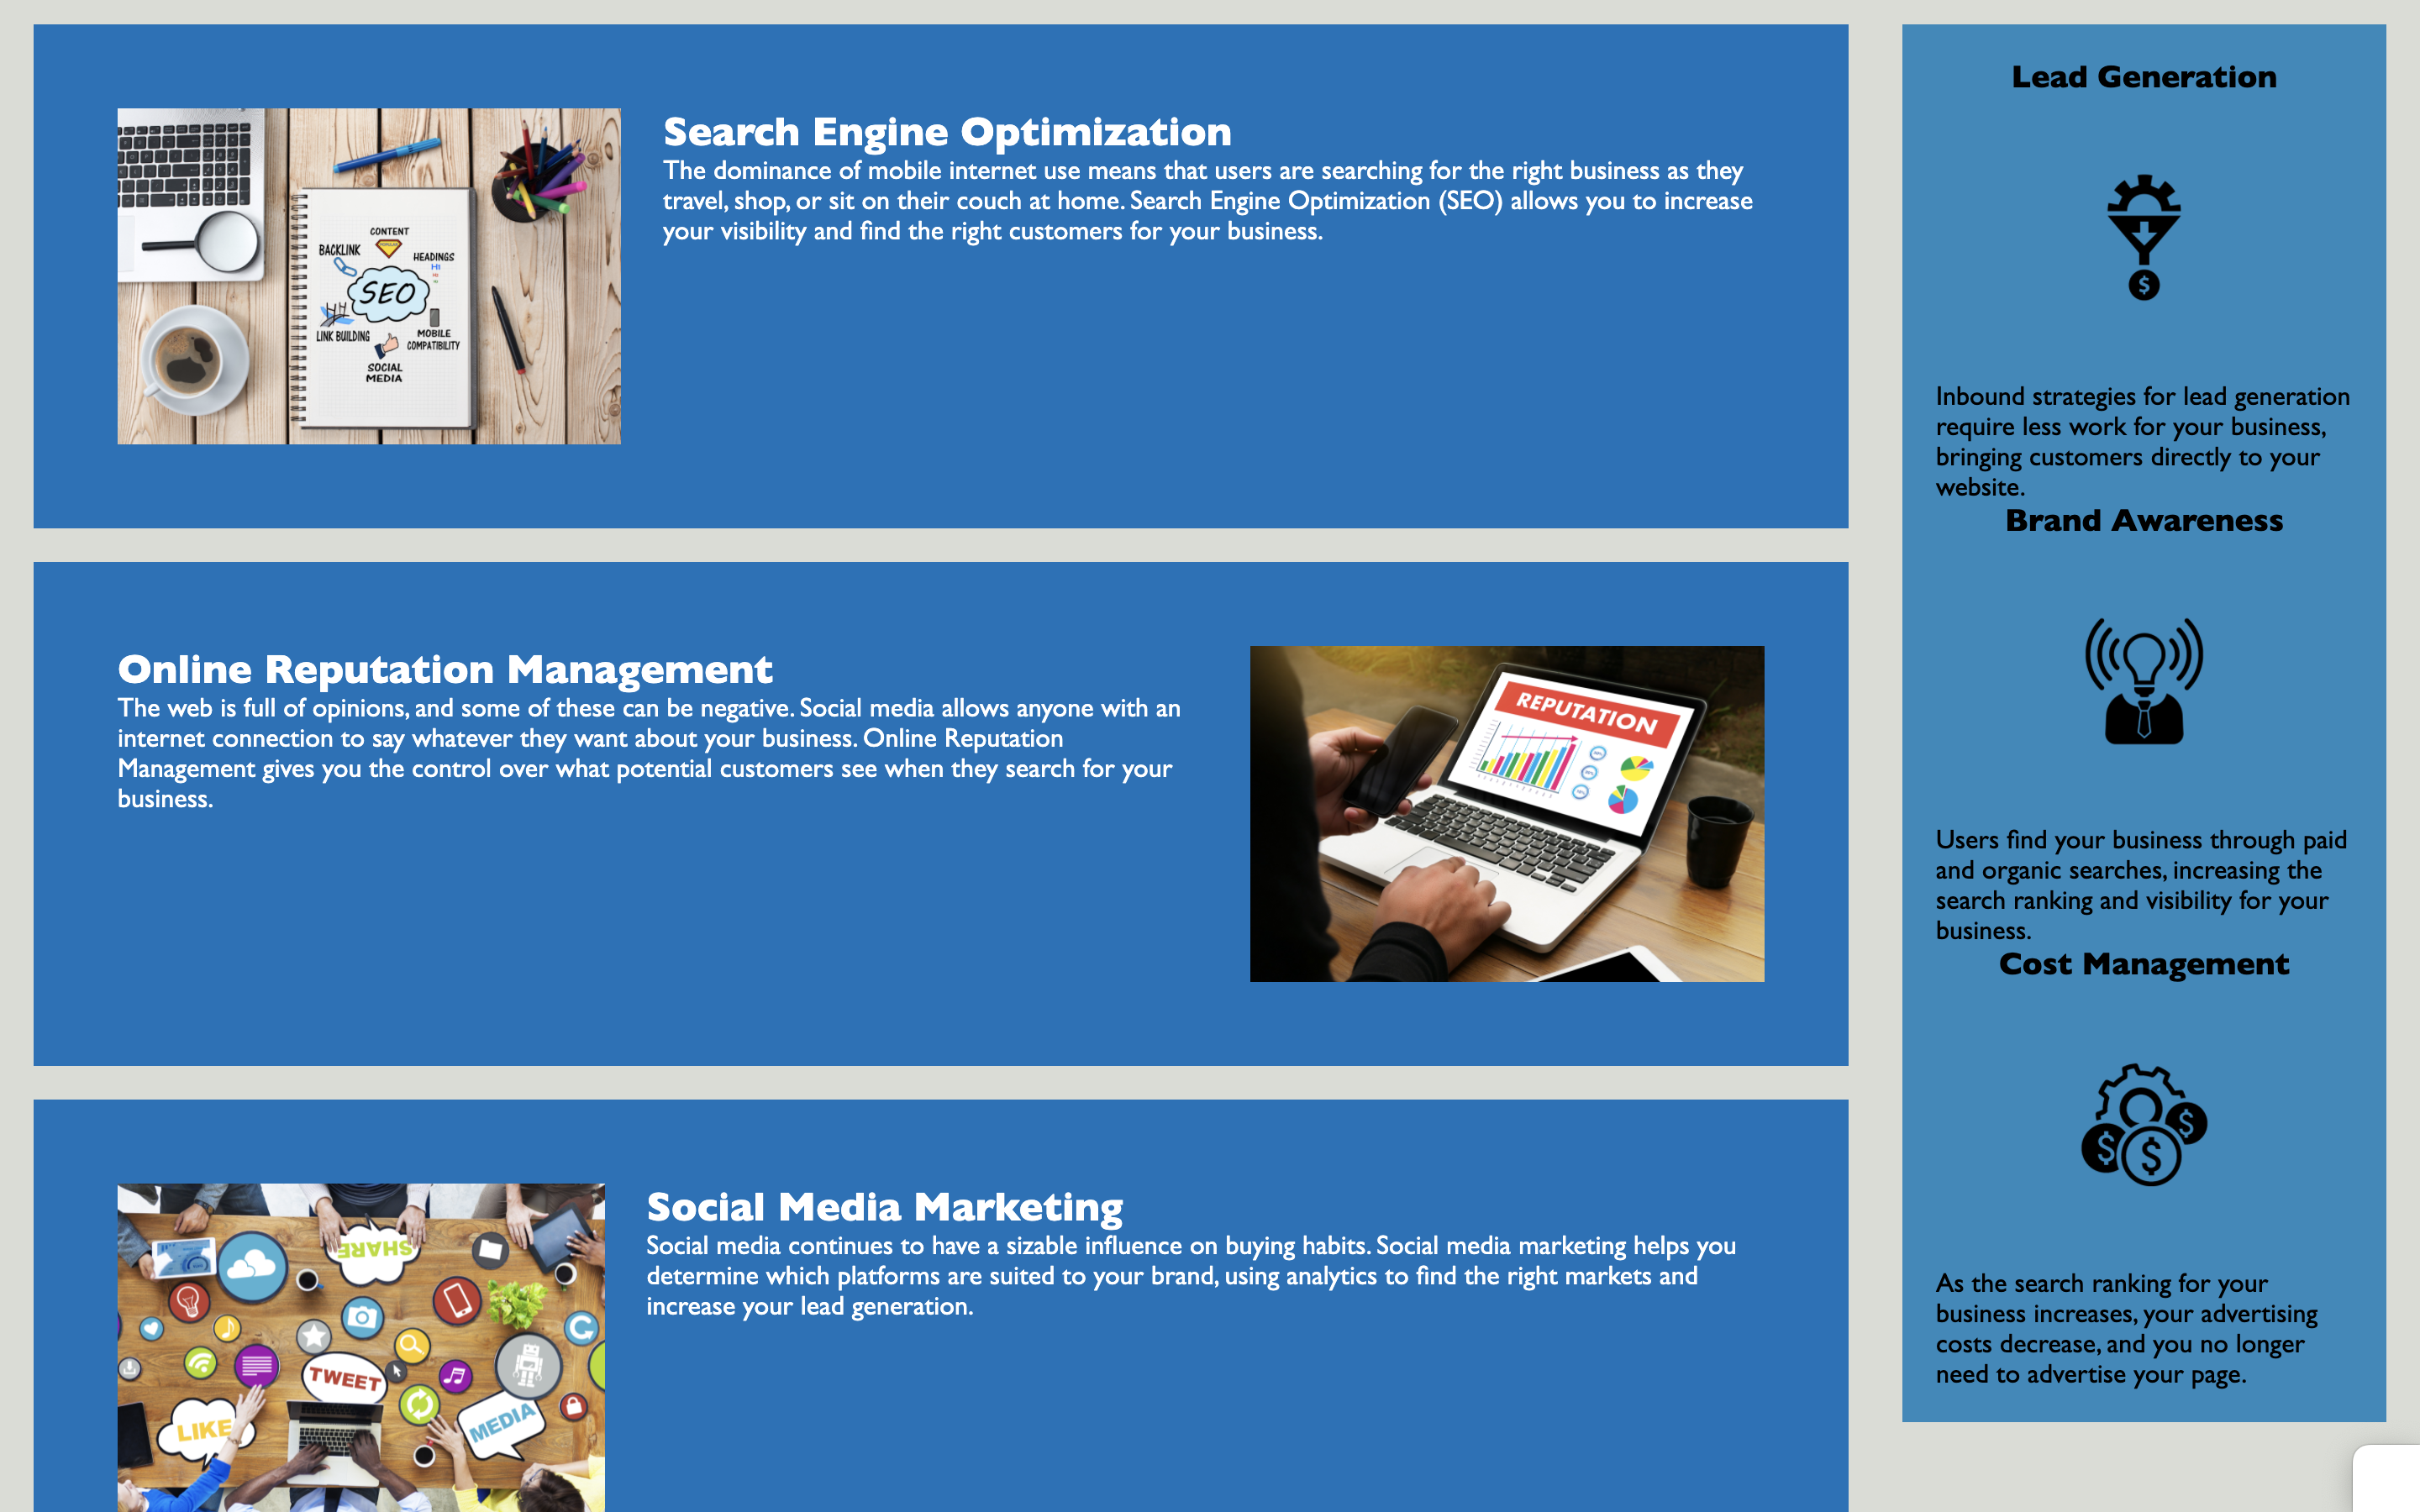 Search Engine Optimization
The dominance of mobile internet use means that users are searching for the right business as they
travel, shop, or sit on their couch at home. Search Engine Optimization (SEO) allows you to increase
your visibility and find the right customers for your business.
CONTENT
BACKLINK
HEADINGS
H1
SEO
LINK BUILDING
MOBILE
COMPATIBILITY
SOCIAL
MEDIA
Online Reputation Management
The web is full of opinions, and some of these can be negative. Social media allows anyone with an
internet connection to say whatever they want about your business. Online Reputation
Management gives you the control over what potential customers see when they search for your
business.
REPUTATION
Social Media Marketing
Social media continues to have a sizable influence on buying habits. Social media marketing helps you
determine which platforms are suited to your brand, using analytics to find the right markets and
increase your lead generation.
SHARE
TWEET
LIKE
MEDIA
Lead Generation
$
Inbound strategies for lead generation
require less work for your business,
bringing customers directly to your
website.
Brand Awareness
Users find your business through paid
and organic searches, increasing the
search ranking and visibility for your
business.
Cost Management
$ $ $
As the search ranking for your
business increases, your advertising
costs decrease, and you no longer
need to advertise your page.